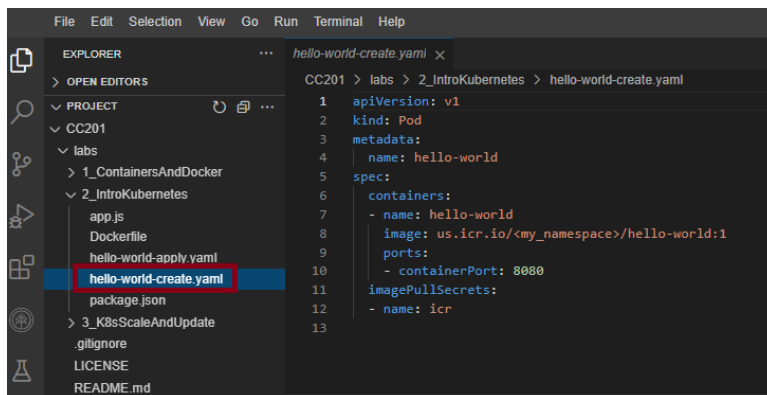 File Edit Selection View Go Run Terminal Help
EXPLORER ...
OPEN EDITORS
PROJECT ...
CC201
labs
1_ContainersAndDocker
2_IntroKubernetes
app.js
Dockerfile
hello-world-apply.yaml
hello-world-create.yaml
package.json
3_K8sScaleAndUpdate
.gitignore
LICENSE
README.md
hello-world-create.yaml
CC201 > labs > 2_IntroKubernetes > hello-world-create.yaml
1 apiVersion: v1
2 kind: Pod
3 metadata:
4 name: hello-world
5 spec:
6 containers:
7 - name: hello-world
8 image: us.icr.io/<my_namespace>/hello-world:1
9 ports:
10 - containerPort: 8080
11 imagePullSecrets:
12 - name: icr
13